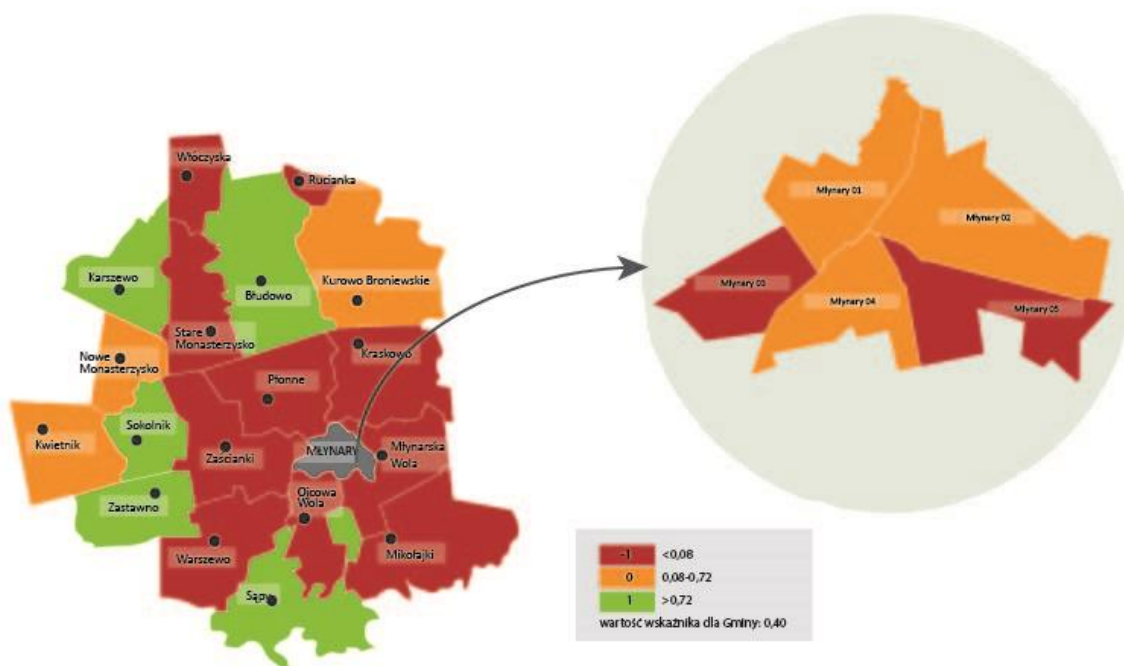 Włóczyska
Rucianka
Karszewo
Błudowo
Kurowo Broniewskie
Stare
Monasterzysko
Nowe
Monasterzysko
Kraskowo
Płonne
Sokolnik
Kwietnik
Zascianki
MŁYNARY
Młynarska
Wola
Zastawno
Ojcowa
Wola
Warszewo
Mikołajki
Sąpy
Młynary 01
Młynary 02
Młynary 03
Młynary 04
Młynary 05
-1 <0,08
0 0,08-0,72
1 >0,72
wartość wskaźnika dla Gminy: 0,40